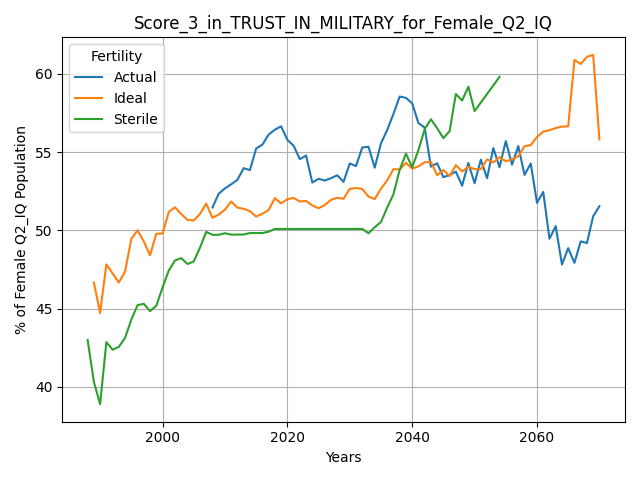 Score_3_in_TRUST_IN_MILITARY_for_Female_Q2_IQ
Fertility
Actual
Ideal
Sterile
% of Female Q2_IQ Population
60
55
50
45
40
2000
2020
2040
2060
Years